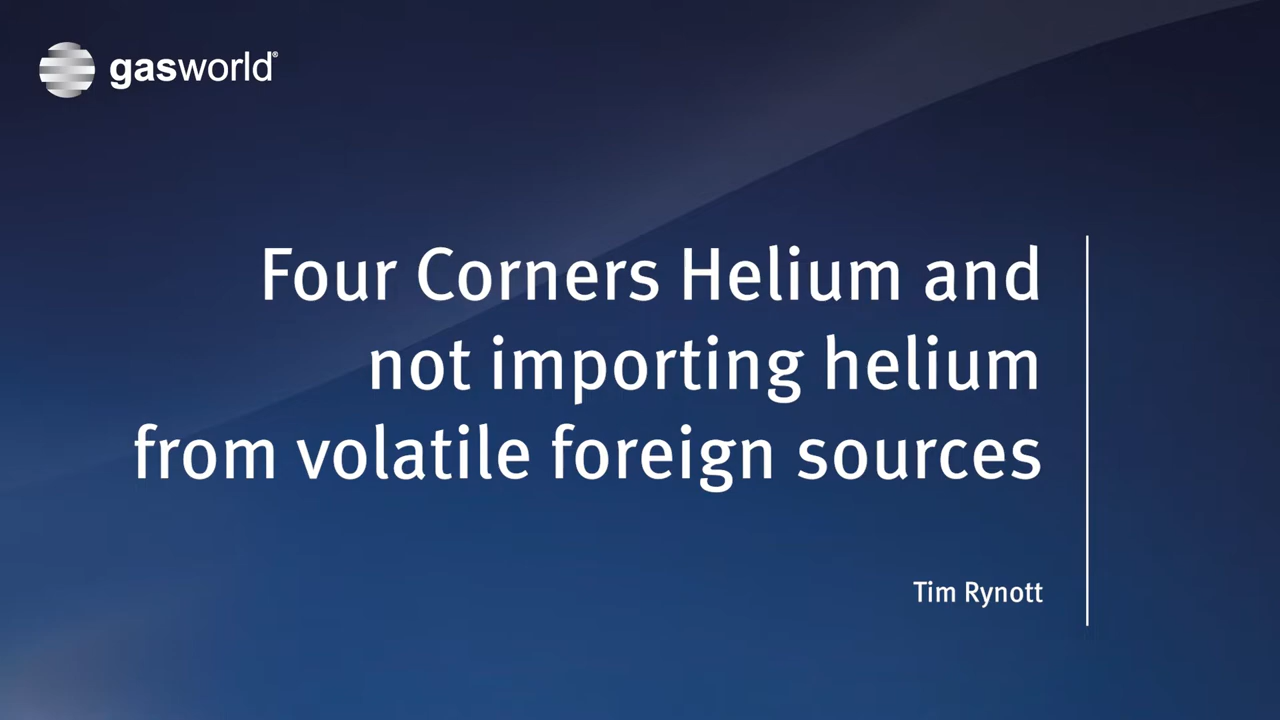 gasworld®
Four Corners Helium and
not importing helium
from volatile foreign sources
Tim Rynott